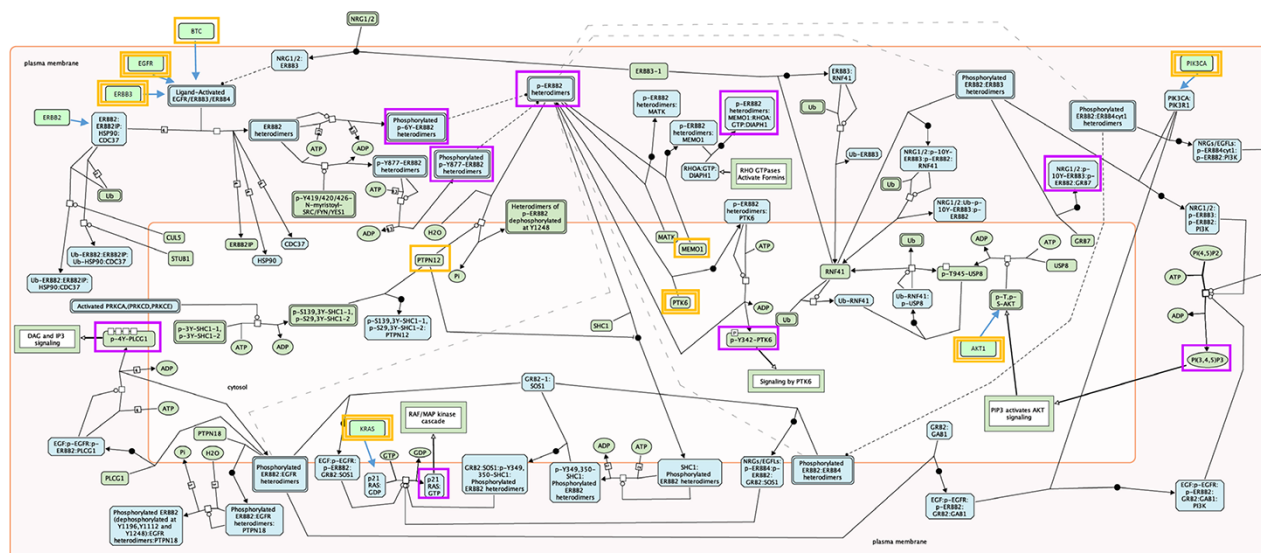 NRG1/2
BTC
plasma membrane
EGFR
NRG1/2:
ERBB3
ERBB3
Ligand-Activated
EGFR/ERBB3/ERBB4
ERBB2
ERBB2:
ERBB2IP:
HSP90:
CDC37
ERBB2
heterodimers
ATP
ADP
Phosphorylated
p-6Y-ERBB2
heterodimers
p-Y877-ERBB2
heterodimers
Phosphorylated
p-Y877-ERBB2
heterodimers
p-ERBB2
heterodimers
ERBB3-1
p-ERBB2
heterodimers:
MATK
p-ERBB2
heterodimers:
MEMO1
p-ERBB2
heterodimers:
MEMO1:RHOA:
GTP:DIAPH1
RHOA:GTP:
DIAPH1
RHO GTPases
Activate Formins
ERBB3:
RNF41
Ub
Ub-ERBB3
Phosphorylated
ERBB2:ERBB3
heterodimers
NRG1/2:p-10Y-
ERBB3:p-ERBB2:
RNF41
Ub
NRG1/2:Ub-p-
10Y-ERBB3:p-
ERBB2
Phosphorylated
ERBB2:ERBB4cyt1
heterodimers
NRG1/2:p-
10Y-ERBB3:p-
ERBB2:GRB7
GRB7
PIK3CA
PIK3CA:
PIK3R1
NRGs/EGFLs:
p-ERBB4cyt1:
p-ERBB2:PI3K
NRG1/2:
p-ERBB3:
p-ERBB2:
PI3K
Ub
CUL5
STUB1
Ub-ERBB2:ERBB2IP:
Ub-HSP90:CDC37
Ub-ERBB2:ERBB2IP:
HSP90:CDC37
ERBB2IP
HSP90
CDC37
p-Y419/420/426-
N-myristoyl-
SRC/FYN/YES1
ATP
ADP
H2O
PTPN12
Pi
Heterodimers of
p-ERBB2
dephosphorylated
at Y1248
MATK
MEMO1
PTK6
p-ERBB2
heterodimers:
PTK6
ATP
ADP
p-Y342-PTK6
Signaling by PTK6
RNF41
Ub-RNF41
Ub
Ub
p-T945-USP8
Ub-RNF41:
p-USP8
ADP
ATP
USP8
p-T,p-
S-AKT
AKT1
PIP3 activates AKT
signaling
PI(4,5)P2
ATP
ADP
PI(3,4,5)P3
Activated PRKCA,(PRKCD,PRKCE)
DAG and IP3
signaling
p-4Y-PLCG1
p-3Y-SHC1-1,
p-3Y-SHC1-2
ATP
ADP
p-S139,3Y-SHC1-1,
p-S29,3Y-SHC1-2
p-S139,3Y-SHC1-1,
p-S29,3Y-SHC1-2:
PTPN12
SHC1
ADP
ATP
cytosol
EGF:p-EGFR:p-
ERBB2:PLCG1
PLCG1
PTPN18
Pi
H2O
Phosphorylated
ERBB2:EGFR
heterodimers
Phosphorylated ERBB2
(dephosphorylated at
Y1196,Y1112 and
Y1248):EGFR
heterodimers:PTPN18
Phosphorylated
ERBB2:EGFR
heterodimers:
PTPN18
GRB2-1:
SOS1
RAF/MAP kinase
cascade
KRAS
EGF:p-EGFR:
p-ERBB2:
GRB2:SOS1
GTP
GDP
p21
RAS:
GDP
p21
RAS:
GTP
GRB2:SOS1:p-Y349,
350-SHC1:
Phosphorylated
ERBB2 heterodimers
p-Y349,350-
SHC1:
Phosphorylated
ERBB2
heterodimers
ADP
ATP
SHC1:
Phosphorylated
ERBB2 heterodimers
NRGs/EGFLs:
p-ERBB4:p-
ERBB2:
GRB2:SOS1
Phosphorylated
ERBB2:ERBB4
heterodimers
GRB2:
GAB1
EGF:p-EGFR:
p-ERBB2:
GRB2:GAB1
EGF:p-EGFR:
p-ERBB2:
GRB2:GAB1:
PI3K
plasma membrane